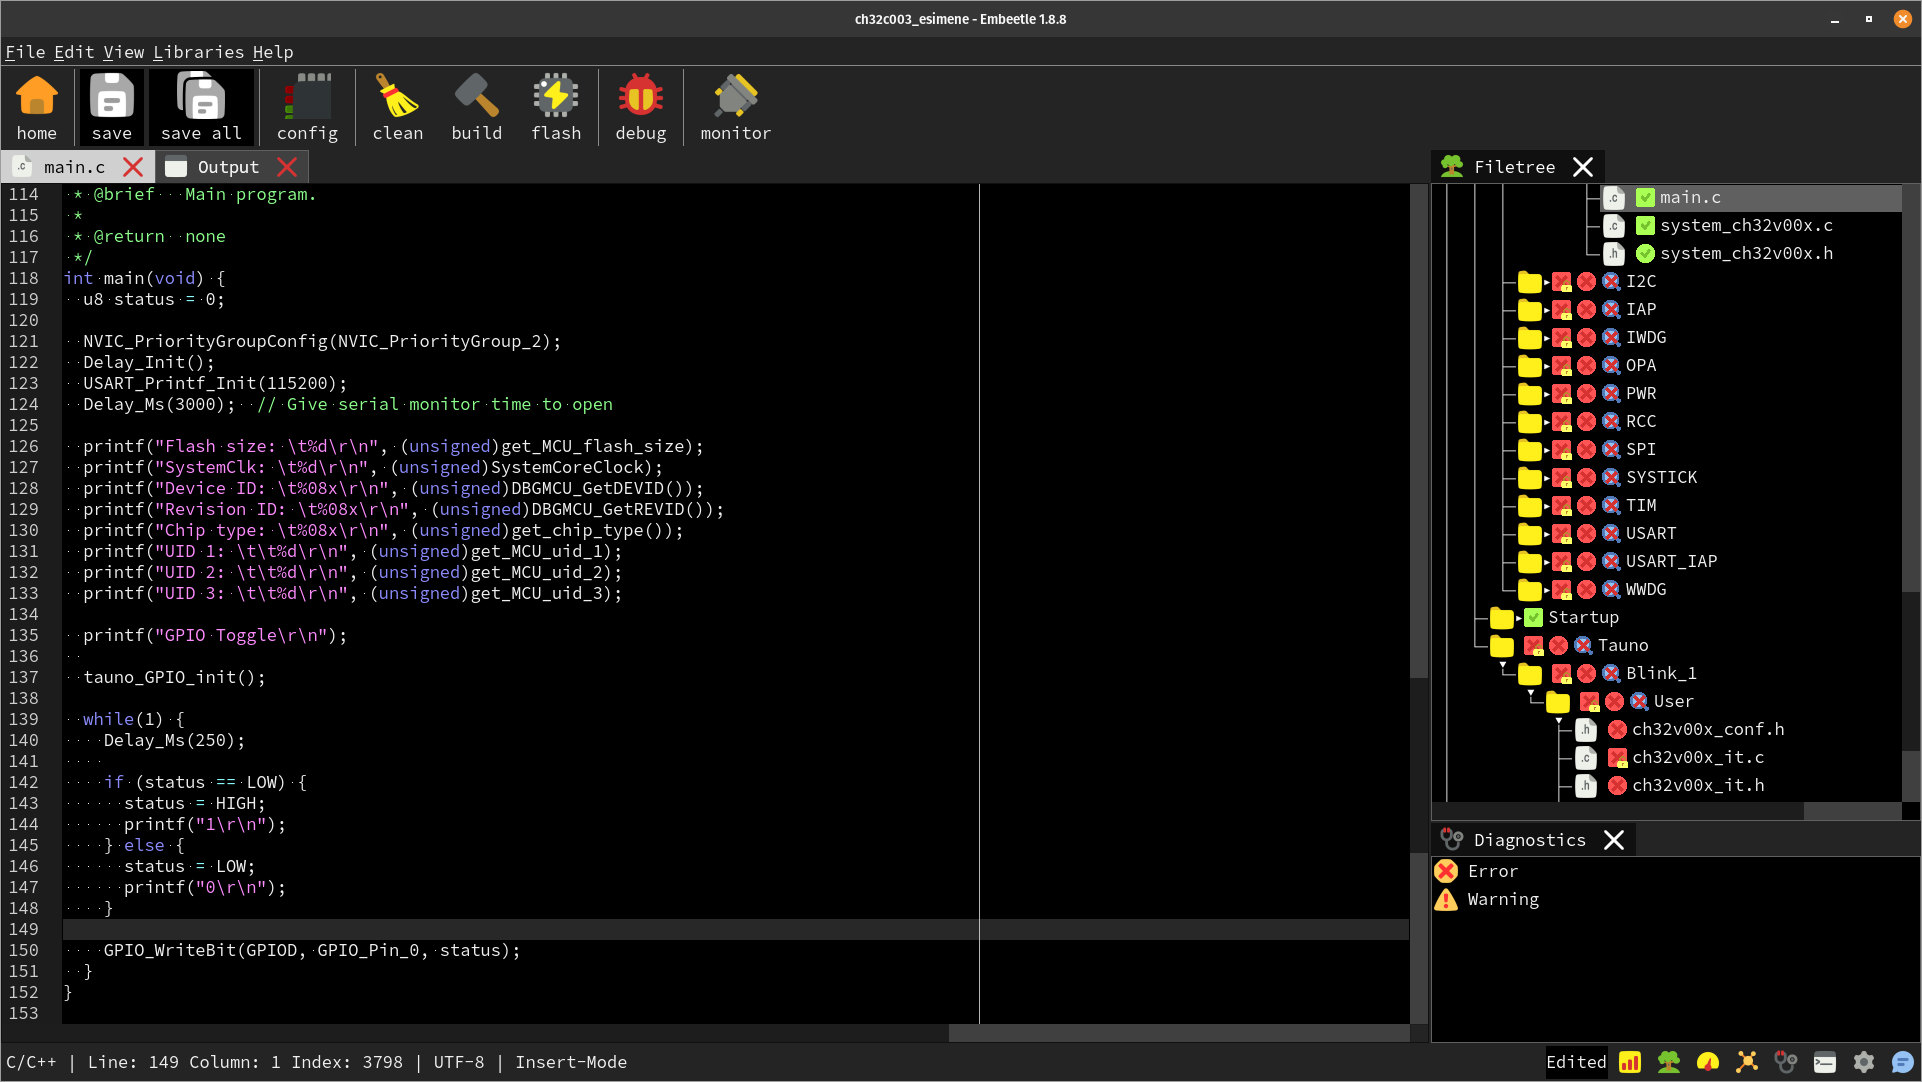 ch32c003_esimene - Embeetle 1.8.8
File Edit View Libraries Help
home save save all config clean build flash debug monitor
main.c Output
114 * @brief Main program.
115 *
116 * @return none
117 */
118 int main(void) {
119 u8 status = 0;
120
121 NVIC_PriorityGroupConfig(NVIC_PriorityGroup_2);
122 Delay_Init();
123 USART_Printf_Init(115200);
124 Delay_Ms(3000); // Give serial monitor time to open
125
126 printf("Flash size: \t%d\r\n", (unsigned)get_MCU_flash_size);
127 printf("SystemClk: \t%d\r\n", (unsigned)SystemCoreClock);
128 printf("Device ID: \t%08x\r\n", (unsigned)DBGMCU_GetDEVID());
129 printf("Revision ID: \t%08x\r\n", (unsigned)DBGMCU_GetREVID());
130 printf("Chip type: \t%08x\r\n", (unsigned)get_chip_type());
131 printf("UID 1: \t\t%d\r\n", (unsigned)get_MCU_uid_1);
132 printf("UID 2: \t\t%d\r\n", (unsigned)get_MCU_uid_2);
133 printf("UID 3: \t\t%d\r\n", (unsigned)get_MCU_uid_3);
134
135 printf("GPIO Toggle\r\n");
136
137 tauno_GPIO_init();
138
139 while(1) {
140 Delay_Ms(250);
141
142 if (status == LOW) {
143 status = HIGH;
144 printf("1\r\n");
145 } else {
146 status = LOW;
147 printf("0\r\n");
148 }
149
150 GPIO_WriteBit(GPIOD, GPIO_Pin_0, status);
151 }
152 }
153
Filetree
.c main.c
.c system_ch32v00x.c
.h system_ch32v00x.h
I2C
IAP
IWDG
OPA
PWR
RCC
SPI
SYSTICK
TIM
USART
USART_IAP
WWDG
Startup
Tauno
Blink_1
User
.h ch32v00x_conf.h
.c ch32v00x_it.c
.h ch32v00x_it.h
Diagnostics
Error
Warning
C/C++ | Line: 149 Column: 1 Index: 3798 | UTF-8 | Insert-Mode
Edited